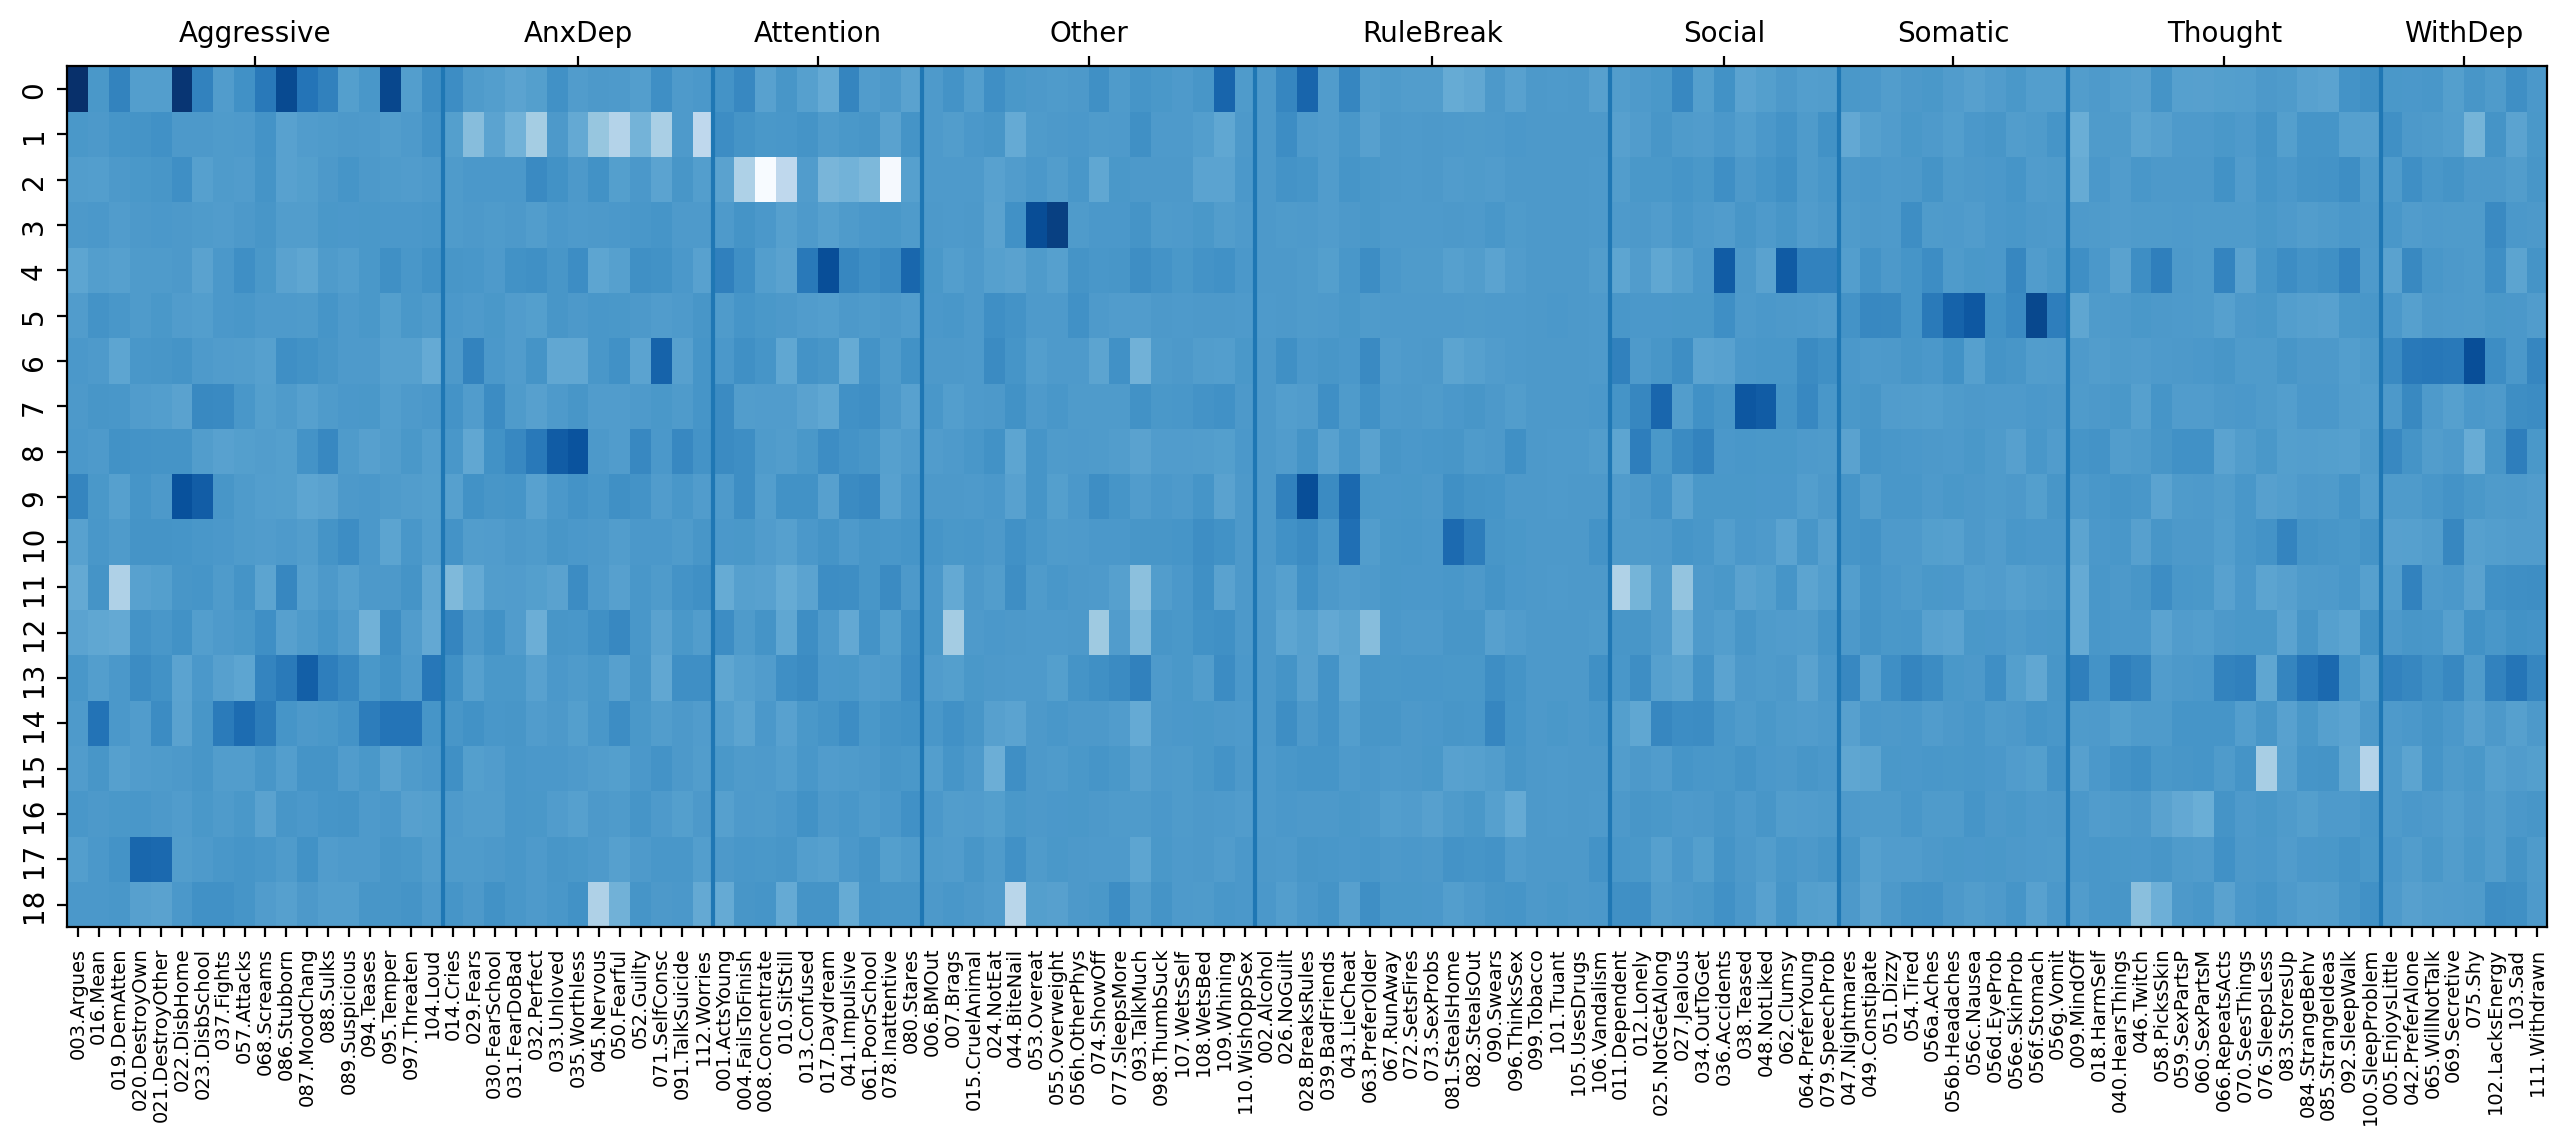 Aggressive AnxDep Attention Other RuleBreak Social Somatic Thought WithDep
0
1
2
3
4
5
6
7
8
9
10
11
12
13
14
15
16
17
18
003.Argues
016.Mean
019.DemAtten
020.DestroyOwn
021.DestroyOther
022.DisbHome
023.DisbSchool
037.Fights
057.Attacks
068.Screams
086.Stubborn
087.MoodChang
088.Sulks
089.Suspicious
094.Teases
095.Temper
097.Threaten
104.Loud
014.Cries
029.Fears
030.FearSchool
031.FearDoBad
032.Perfect
033.Unloved
035.Worthless
045.Nervous
050.Fearful
052.Guilty
071.SelfConsc
091.TalkSuicide
112.Worries
001.ActsYoung
004.FailsToFinish
008.Concentrate
010.SitStill
013.Confused
017.Daydream
041.Impulsive
061.PoorSchool
078.Inattentive
080.Stares
006.BMOut
007.Brags
015.CruelAnimal
024.NotEat
044.BiteNail
053.Overeat
055.Overweight
056h.OtherPhys
074.ShowOff
077.SleepsMore
093.TalkMuch
098.ThumbSuck
107.WetsSelf
108.WetsBed
109.Whining
110.WishOppSex
002.Alcohol
026.NoGuilt
028.BreaksRules
039.BadFriends
043.LieCheat
063.PreferOlder
067.RunAway
072.SetsFires
073.SexProbs
081.StealsHome
082.StealsOut
090.Swears
096.ThinksSex
099.Tobacco
101.Truant
105.UsesDrugs
106.Vandalism
011.Dependent
012.Lonely
025.NotGetAlong
027.Jealous
034.OutToGet
036.Accidents
038.Teased
048.NotLiked
062.Clumsy
064.PreferYoung
079.SpeechProb
047.Nightmares
049.Constipate
051.Dizzy
054.Tired
056a.Aches
056b.Headaches
056c.Nausea
056d.EyeProb
056e.SkinProb
056f.Stomach
056g.Vomit
009.MindOff
018.HarmSelf
040.HearsThings
046.Twitch
058.PicksSkin
059.SexPartsP
060.SexPartsM
066.RepeatsActs
070.SeesThings
076.SleepsLess
083.StoresUp
084.StrangeBehv
085.StrangeIdeas
092.SleepWalk
100.SleepProblem
005.EnjoysLittle
042.PreferAlone
065.WillNotTalk
069.Secretive
075.Shy
102.LacksEnergy
103.Sad
111.Withdrawn